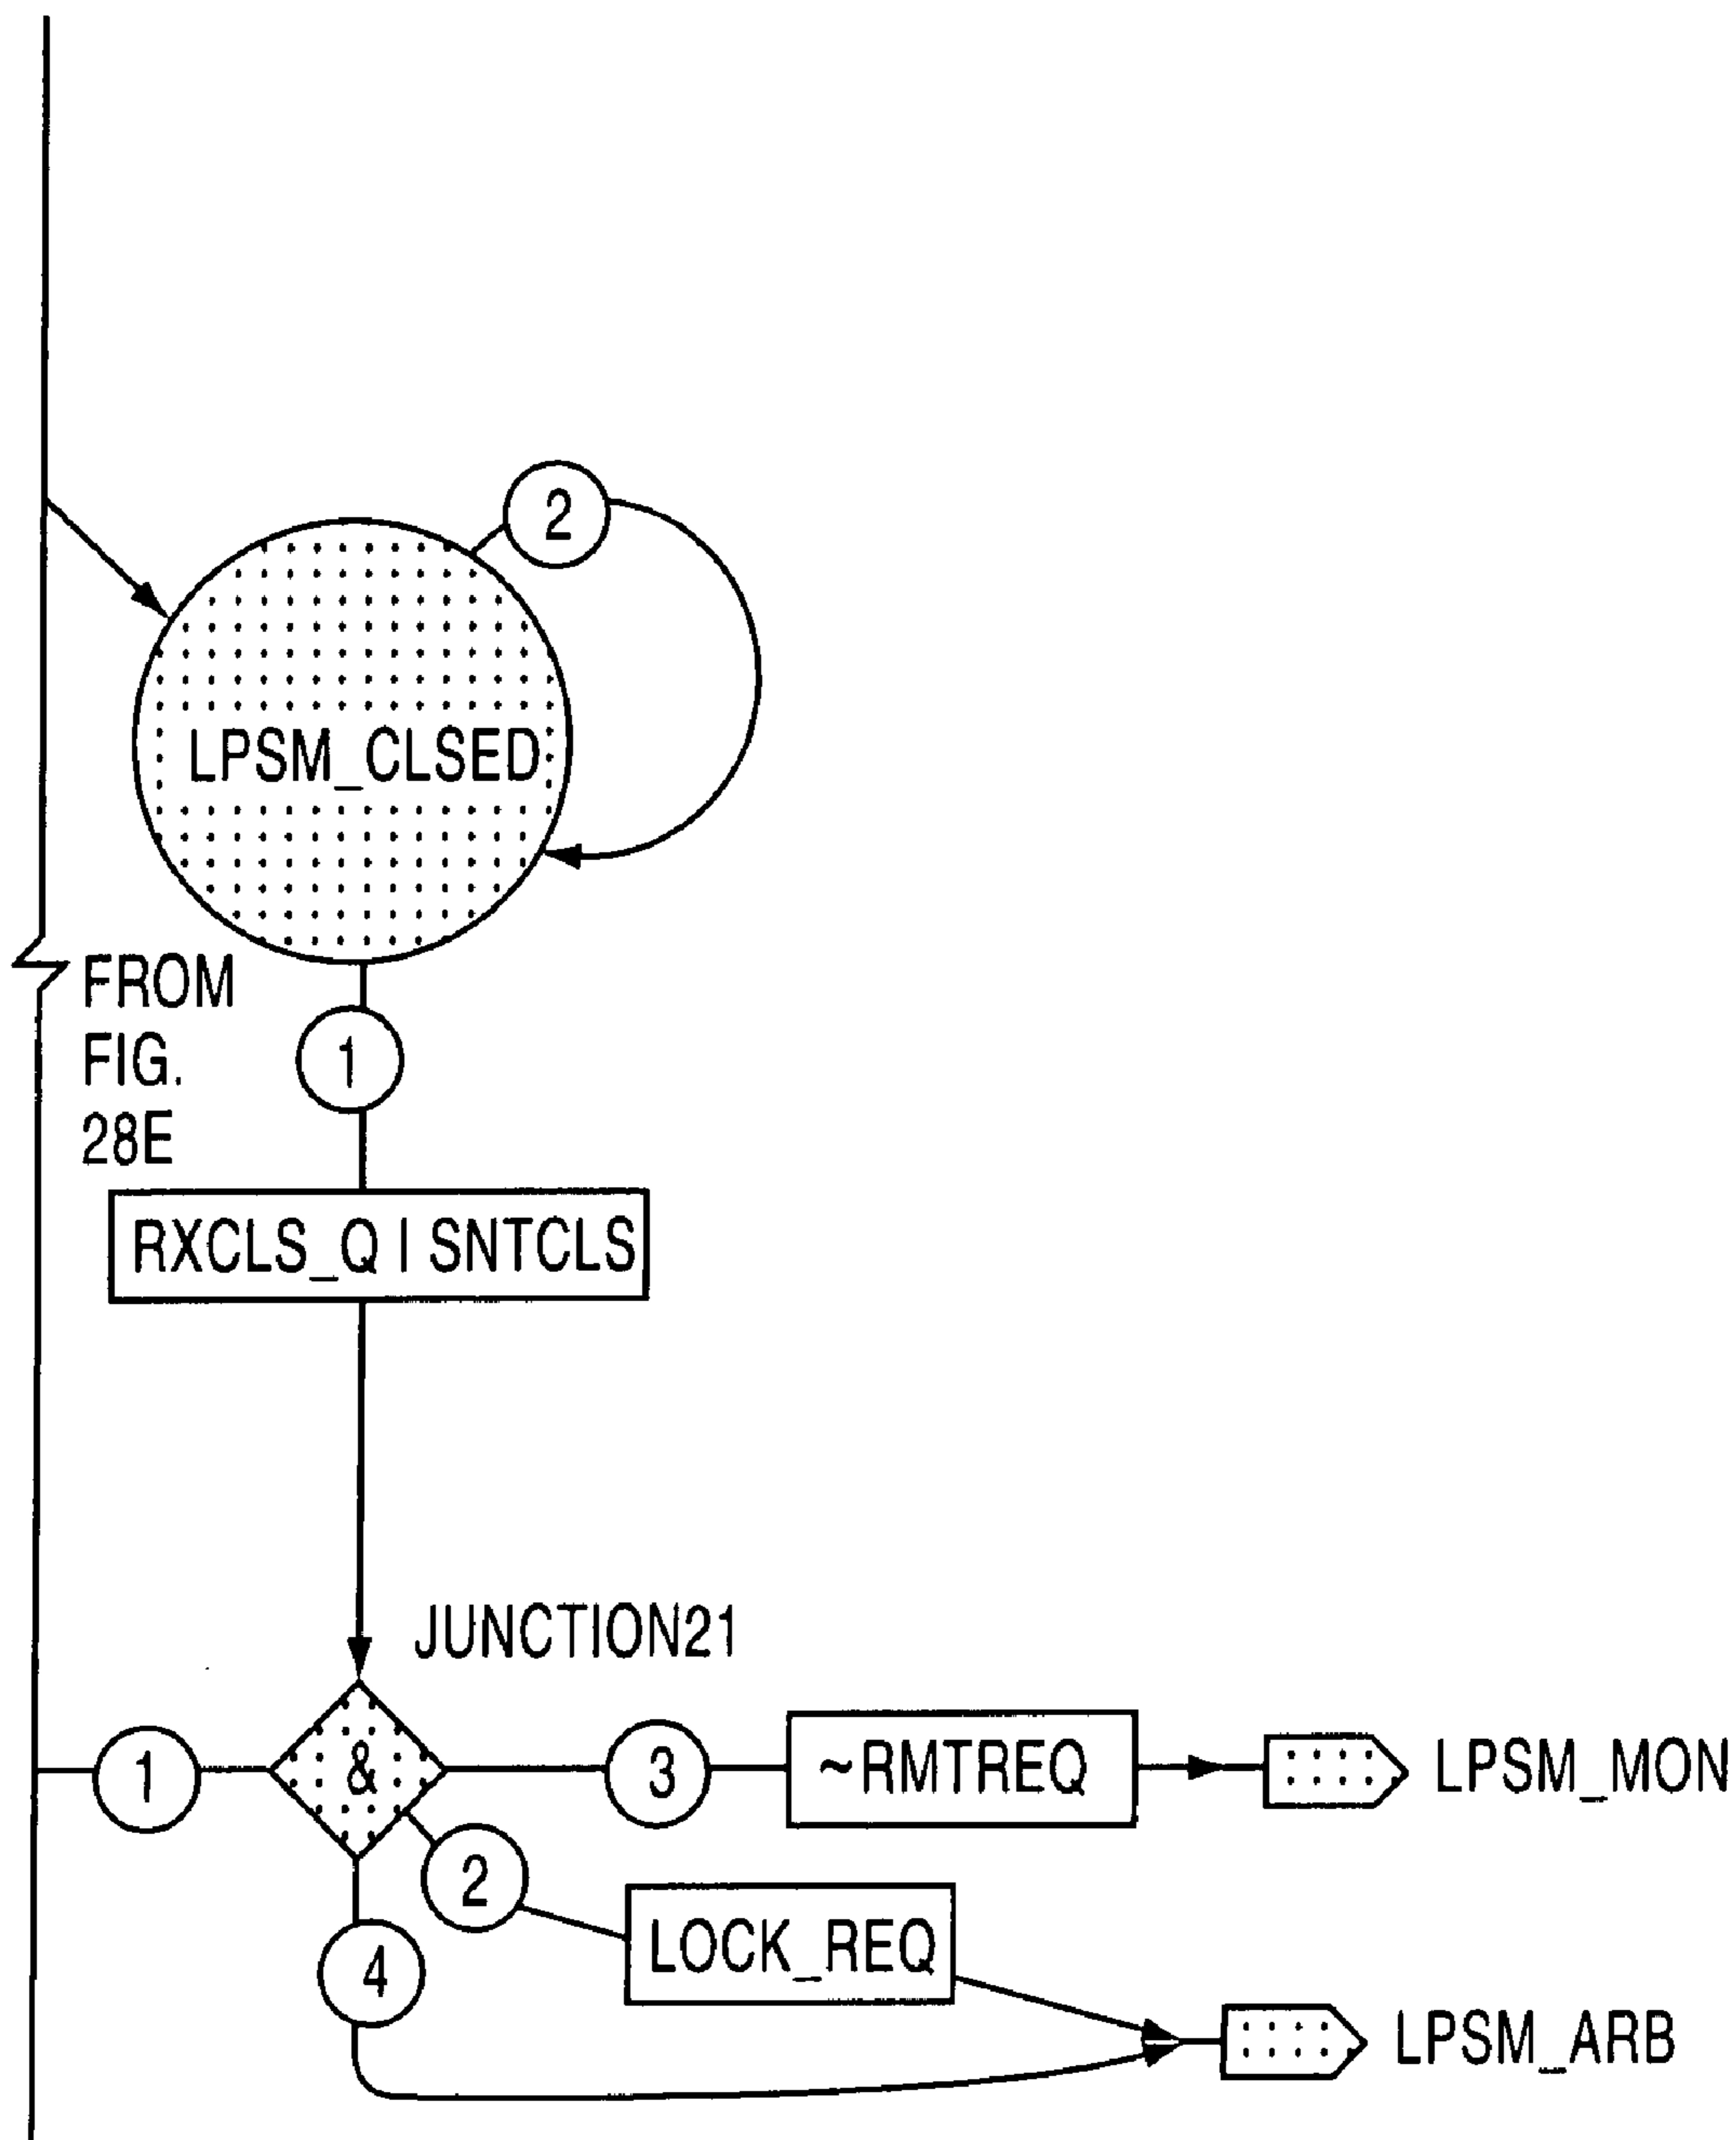 2
LPSM_CLSED
FROM
FIG.
28E
1
RXCLS_Q | SNTCLS
JUNCTION21
1
&
3
~RMTREQ
LPSM_MON
2
LOCK_REQ
4
LPSM_ARB